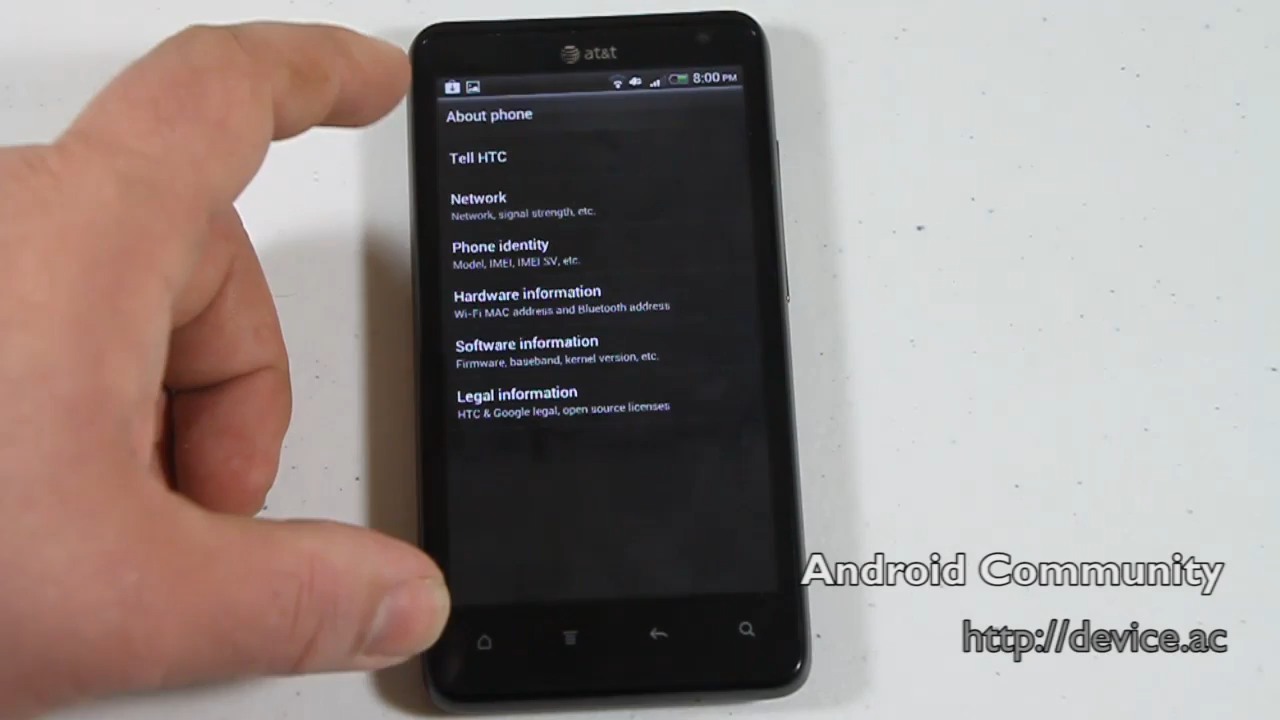 at&t
8:00 PM
About phone
Tell HTC
Network
Network, signal strength, etc.
Phone identity
Model, IMEI, IMEI SV, etc.
Hardware information
Wi-Fi MAC address and Bluetooth address
Software information
Firmware, baseband, kernel version, etc.
Legal information
HTC & Google legal, open source licenses
Android Community
http://device.ac